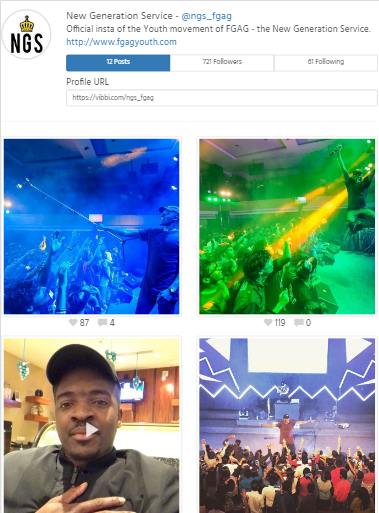 NGS
New Generation Service - @ngs_fgag
Official insta of the Youth movement of FGAG - the New Generation Service.
http://www.fgagyouth.com
12 Posts 721 Followers 61 Following
Profile URL
https://vibbi.com/ngs_fgag
87 4 119 0